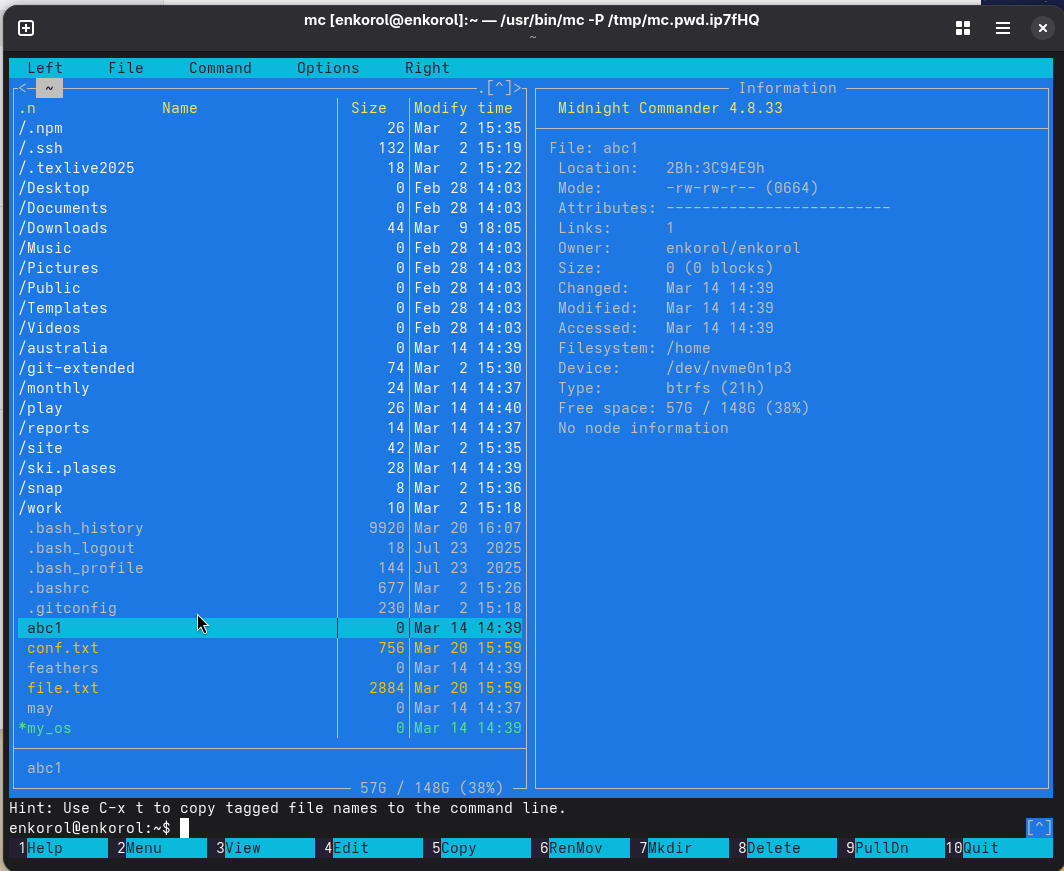 mc [enkorol@enkorol]:~ — /usr/bin/mc -P /tmp/mc.pwd.ip7fHQ
~
Left File Command Options Right
<─ ~ .[^]>
.n Name Size Modify time
/.npm 26 Mar 2 15:35
/.ssh 132 Mar 2 15:19
/.texlive2025 18 Mar 2 15:22
/Desktop 0 Feb 28 14:03
/Documents 0 Feb 28 14:03
/Downloads 44 Mar 9 18:05
/Music 0 Feb 28 14:03
/Pictures 0 Feb 28 14:03
/Public 0 Feb 28 14:03
/Templates 0 Feb 28 14:03
/Videos 0 Feb 28 14:03
/australia 0 Mar 14 14:39
/git-extended 74 Mar 2 15:30
/monthly 24 Mar 14 14:37
/play 26 Mar 14 14:40
/reports 14 Mar 14 14:37
/site 42 Mar 2 15:35
/ski.plases 28 Mar 14 14:39
/snap 8 Mar 2 15:36
/work 10 Mar 2 15:18
.bash_history 9920 Mar 20 16:07
.bash_logout 18 Jul 23 2025
.bash_profile 144 Jul 23 2025
.bashrc 677 Mar 2 15:26
.gitconfig 230 Mar 2 15:18
abc1 0 Mar 14 14:39
conf.txt 756 Mar 20 15:59
feathers 0 Mar 14 14:39
file.txt 2884 Mar 20 15:59
may 0 Mar 14 14:37
*my_os 0 Mar 14 14:39
abc1
57G / 148G (38%)
Information
Midnight Commander 4.8.33
File: abc1
Location: 2Bh:3C94E9h
Mode: -rw-rw-r-- (0664)
Attributes: -------------------------
Links: 1
Owner: enkorol/enkorol
Size: 0 (0 blocks)
Changed: Mar 14 14:39
Modified: Mar 14 14:39
Accessed: Mar 14 14:39
Filesystem: /home
Device: /dev/nvme0n1p3
Type: btrfs (21h)
Free space: 57G / 148G (38%)
No node information
Hint: Use C-x t to copy tagged file names to the command line.
enkorol@enkorol:~$ [^]
1Help 2Menu 3View 4Edit 5Copy 6RenMov 7Mkdir 8Delete 9PullDn 10Quit